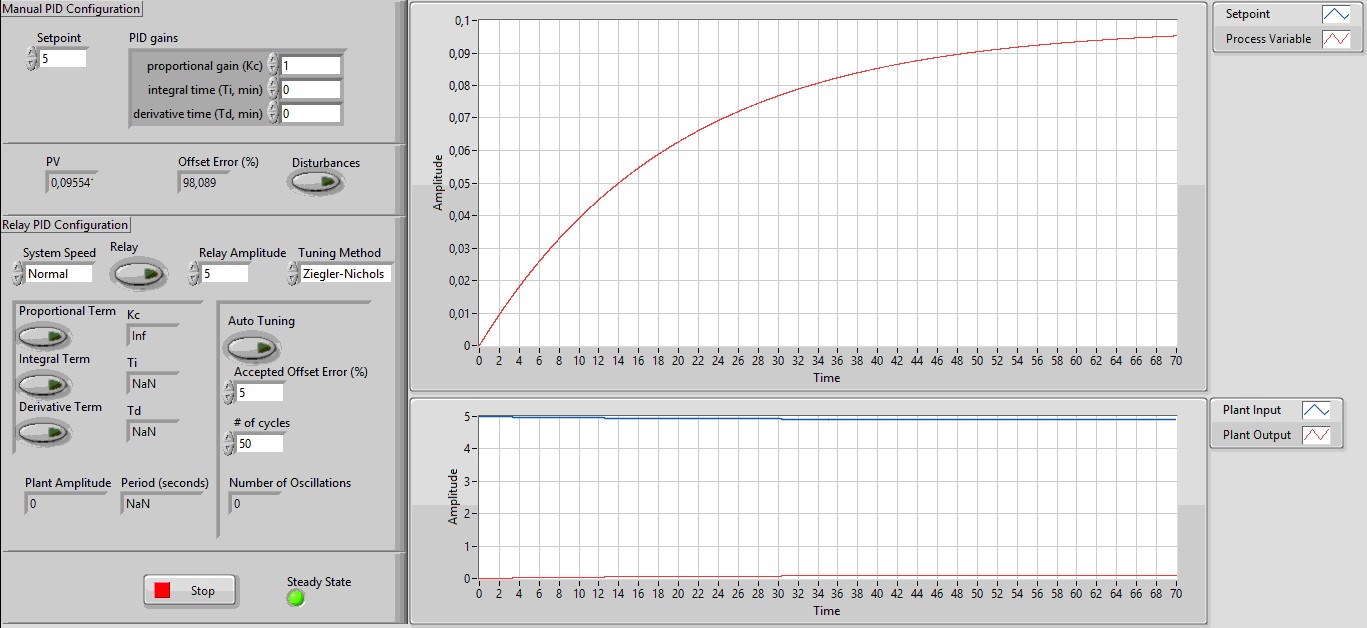 Manual PID Configuration
Setpoint
5
PID gains
proportional gain (Kc) 1
integral time (Ti, min) 0
derivative time (Td, min) 0
PV
0,09554
Offset Error (%)
98,089
Disturbances
Relay PID Configuration
System Speed
Normal
Relay
Relay Amplitude
5
Tuning Method
Ziegler-Nichols
Proportional Term
Kc
Inf
Integral Term
Ti
NaN
Derivative Term
Td
NaN
Auto Tuning
Accepted Offset Error (%)
5
# of cycles
50
Plant Amplitude
0
Period (seconds)
NaN
Number of Oscillations
0
Stop
Steady State
Amplitude
0,1
0,09
0,08
0,07
0,06
0,05
0,04
0,03
0,02
0,01
0
0 2 4 6 8 10 12 14 16 18 20 22 24 26 28 30 32 34 36 38 40 42 44 46 48 50 52 54 56 58 60 62 64 66 68 70
Time
Setpoint
Process Variable
Amplitude
5
4
3
2
1
0
0 2 4 6 8 10 12 14 16 18 20 22 24 26 28 30 32 34 36 38 40 42 44 46 48 50 52 54 56 58 60 62 64 66 68 70
Time
Plant Input
Plant Output